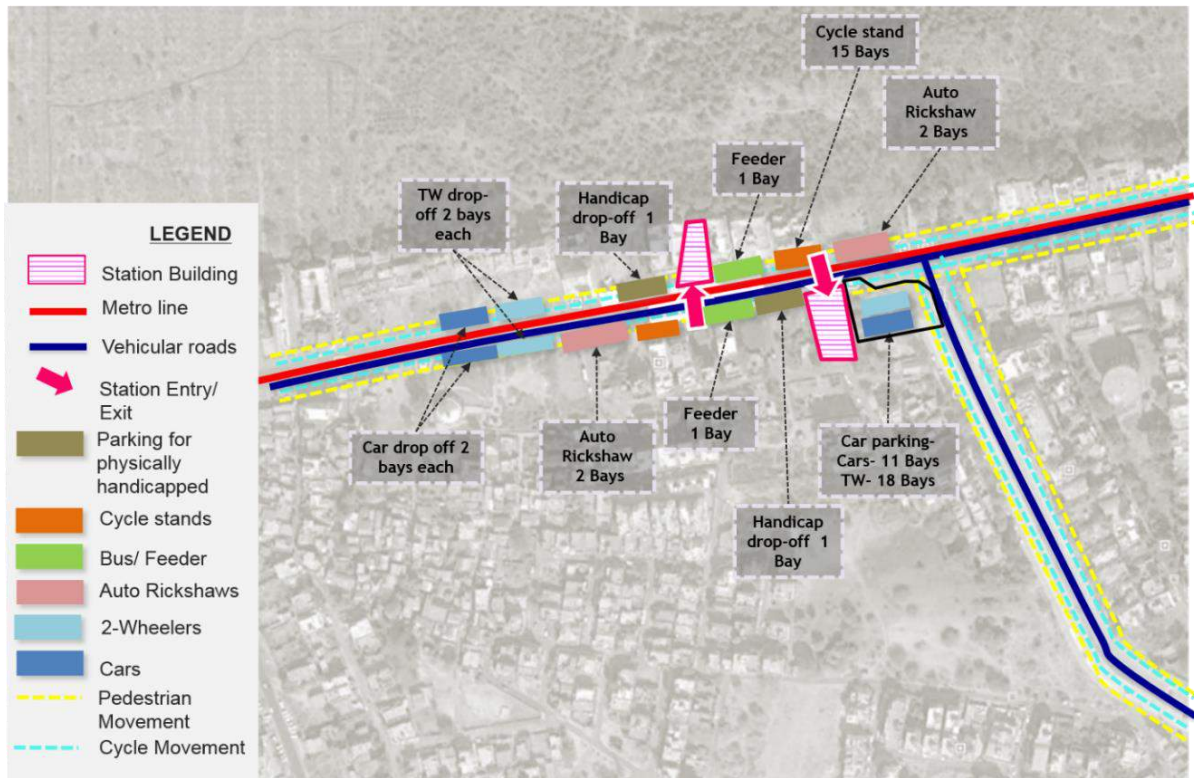 Cycle stand
15 Bays
Auto
Rickshaw
2 Bays
Feeder
1 Bay
TW drop-
off 2 bays
each
Handicap
drop-off 1
Bay
LEGEND
Station Building
Metro line
Vehicular roads
Station Entry/
Exit
Parking for
physically
handicapped
Cycle stands
Bus/ Feeder
Auto Rickshaws
2-Wheelers
Cars
Pedestrian
Movement
Cycle Movement
Car drop off 2
bays each
Auto
Rickshaw
2 Bays
Feeder
1 Bay
Handicap
drop-off 1
Bay
Car parking-
Cars- 11 Bays
TW- 18 Bays